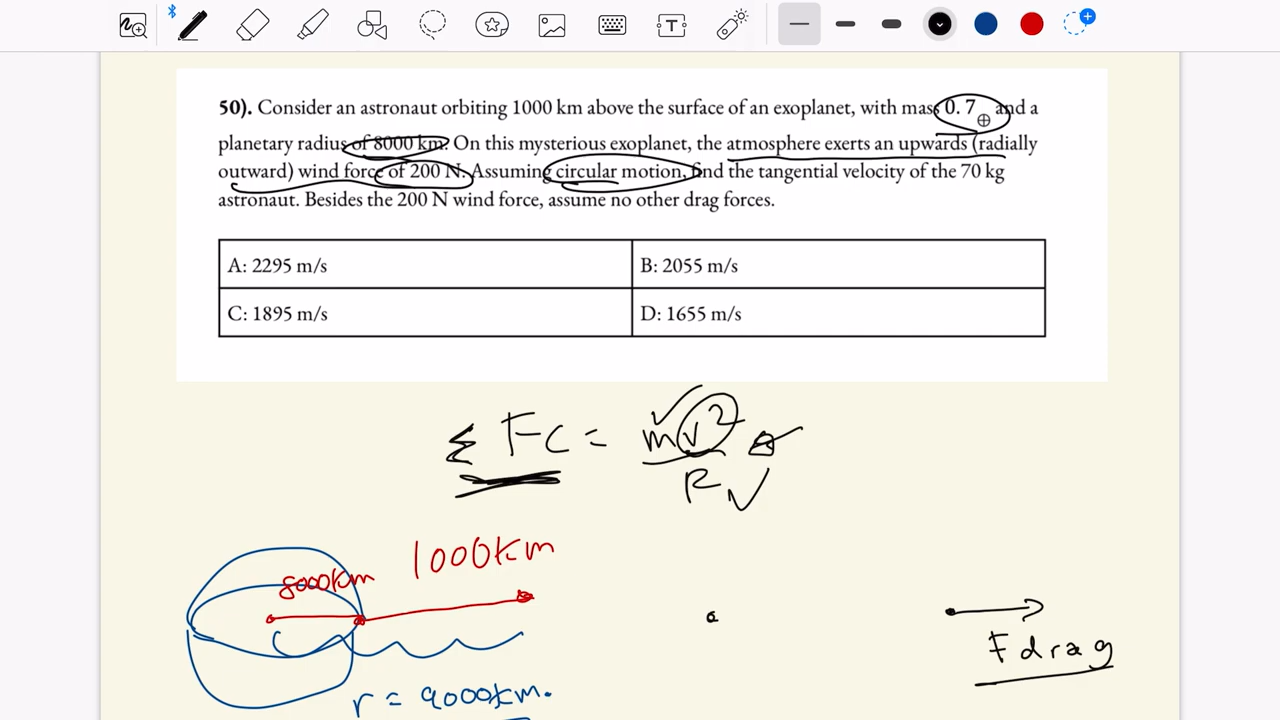 50). Consider an astronaut orbiting 1000 km above the surface of an exoplanet, with mass 0.7 and a
planetary radius of 8000 km. On this mysterious exoplanet, the atmosphere exerts an upwards (radially
outward) wind force of 200 N. Assuming circular motion, find the tangential velocity of the 70 kg
astronaut. Besides the 200 N wind force, assume no other drag forces.
A: 2295 m/s
B: 2055 m/s
C: 1895 m/s
D: 1655 m/s
Σ Fc = mv²
R
8000km
1000km
F drag
r = 9000km.